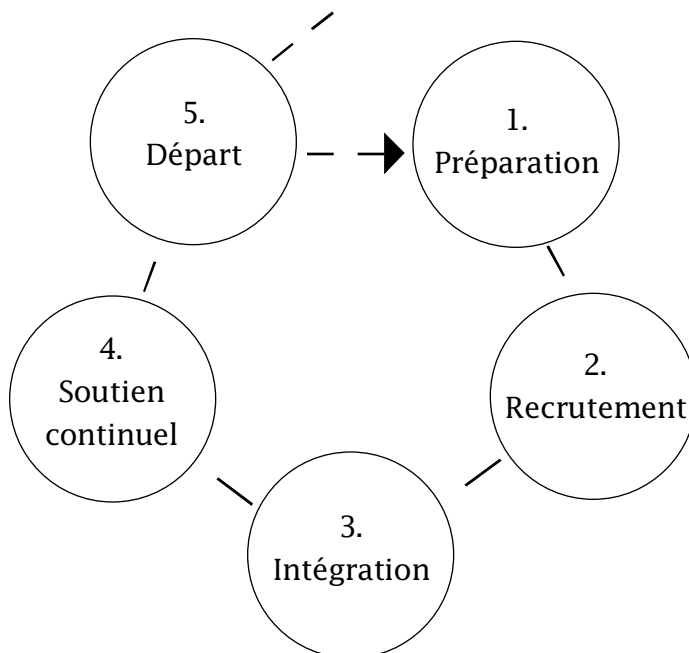 1.
Préparation
2.
Recrutement
3.
Intégration
4.
Soutien
continuel
5.
Départ